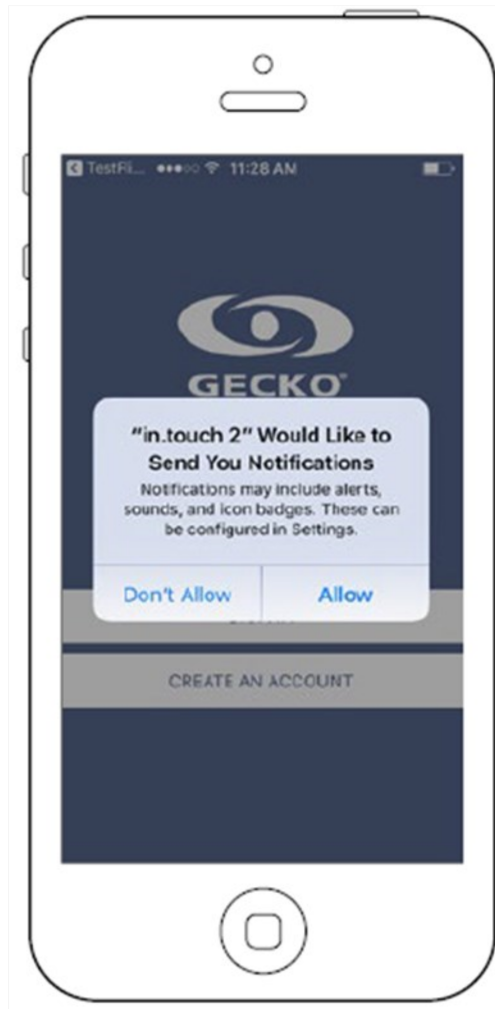 TestFli... 11:28 AM
GECKO®
"in.touch 2" Would Like to
Send You Notifications
Notifications may include alerts,
sounds, and icon badges. These can
be configured in Settings.
Don't Allow Allow
CREATE AN ACCOUNT